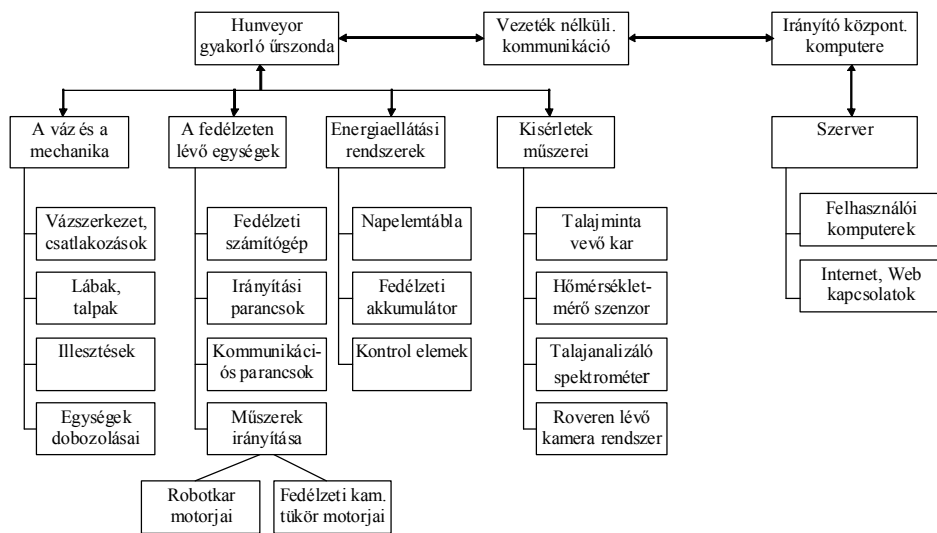 Hunveyor
gyakorló űrszonda
Vezeték nélküli.
kommunikáció
Irányító központ.
komputere
A váz és a
mechanika
A fedélzeten
lévő egységek
Energiaellátási
rendszerek
Kisérletek
műszerei
Szerver
Vázszerkezet,
csatlakozások
Lábak,
talpak
Illesztések
Egységek
dobozolásai
Fedélzeti
számítógép
Irányítási
parancsok
Kommunikáci-
ós parancsok
Műszerek
irányítása
Robotkar
motorjai
Fedélzeti kam.
tükör motorjai
Napelemtábla
Fedélzeti
akkumulátor
Kontrol elemek
Talajminta
vevő kar
Hőmérséklet-
mérő szenzor
Talajanalizáló
spektrométer
Roveren lévő
kamera rendszer
Felhasználói
komputerek
Internet, Web
kapcsolatok